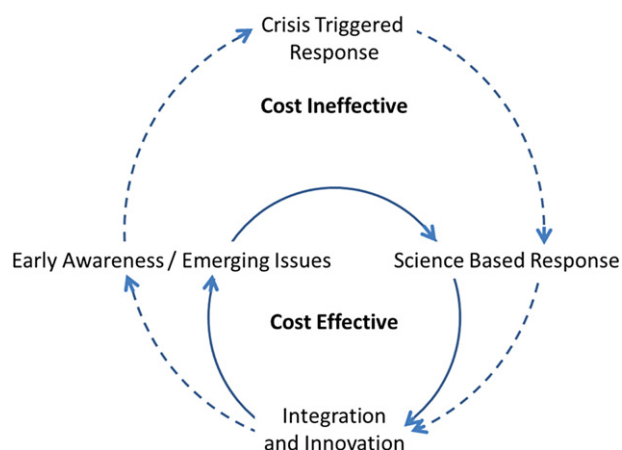 Crisis Triggered
Response
Cost Ineffective
Early Awareness / Emerging Issues
Science Based Response
Cost Effective
Integration
and Innovation